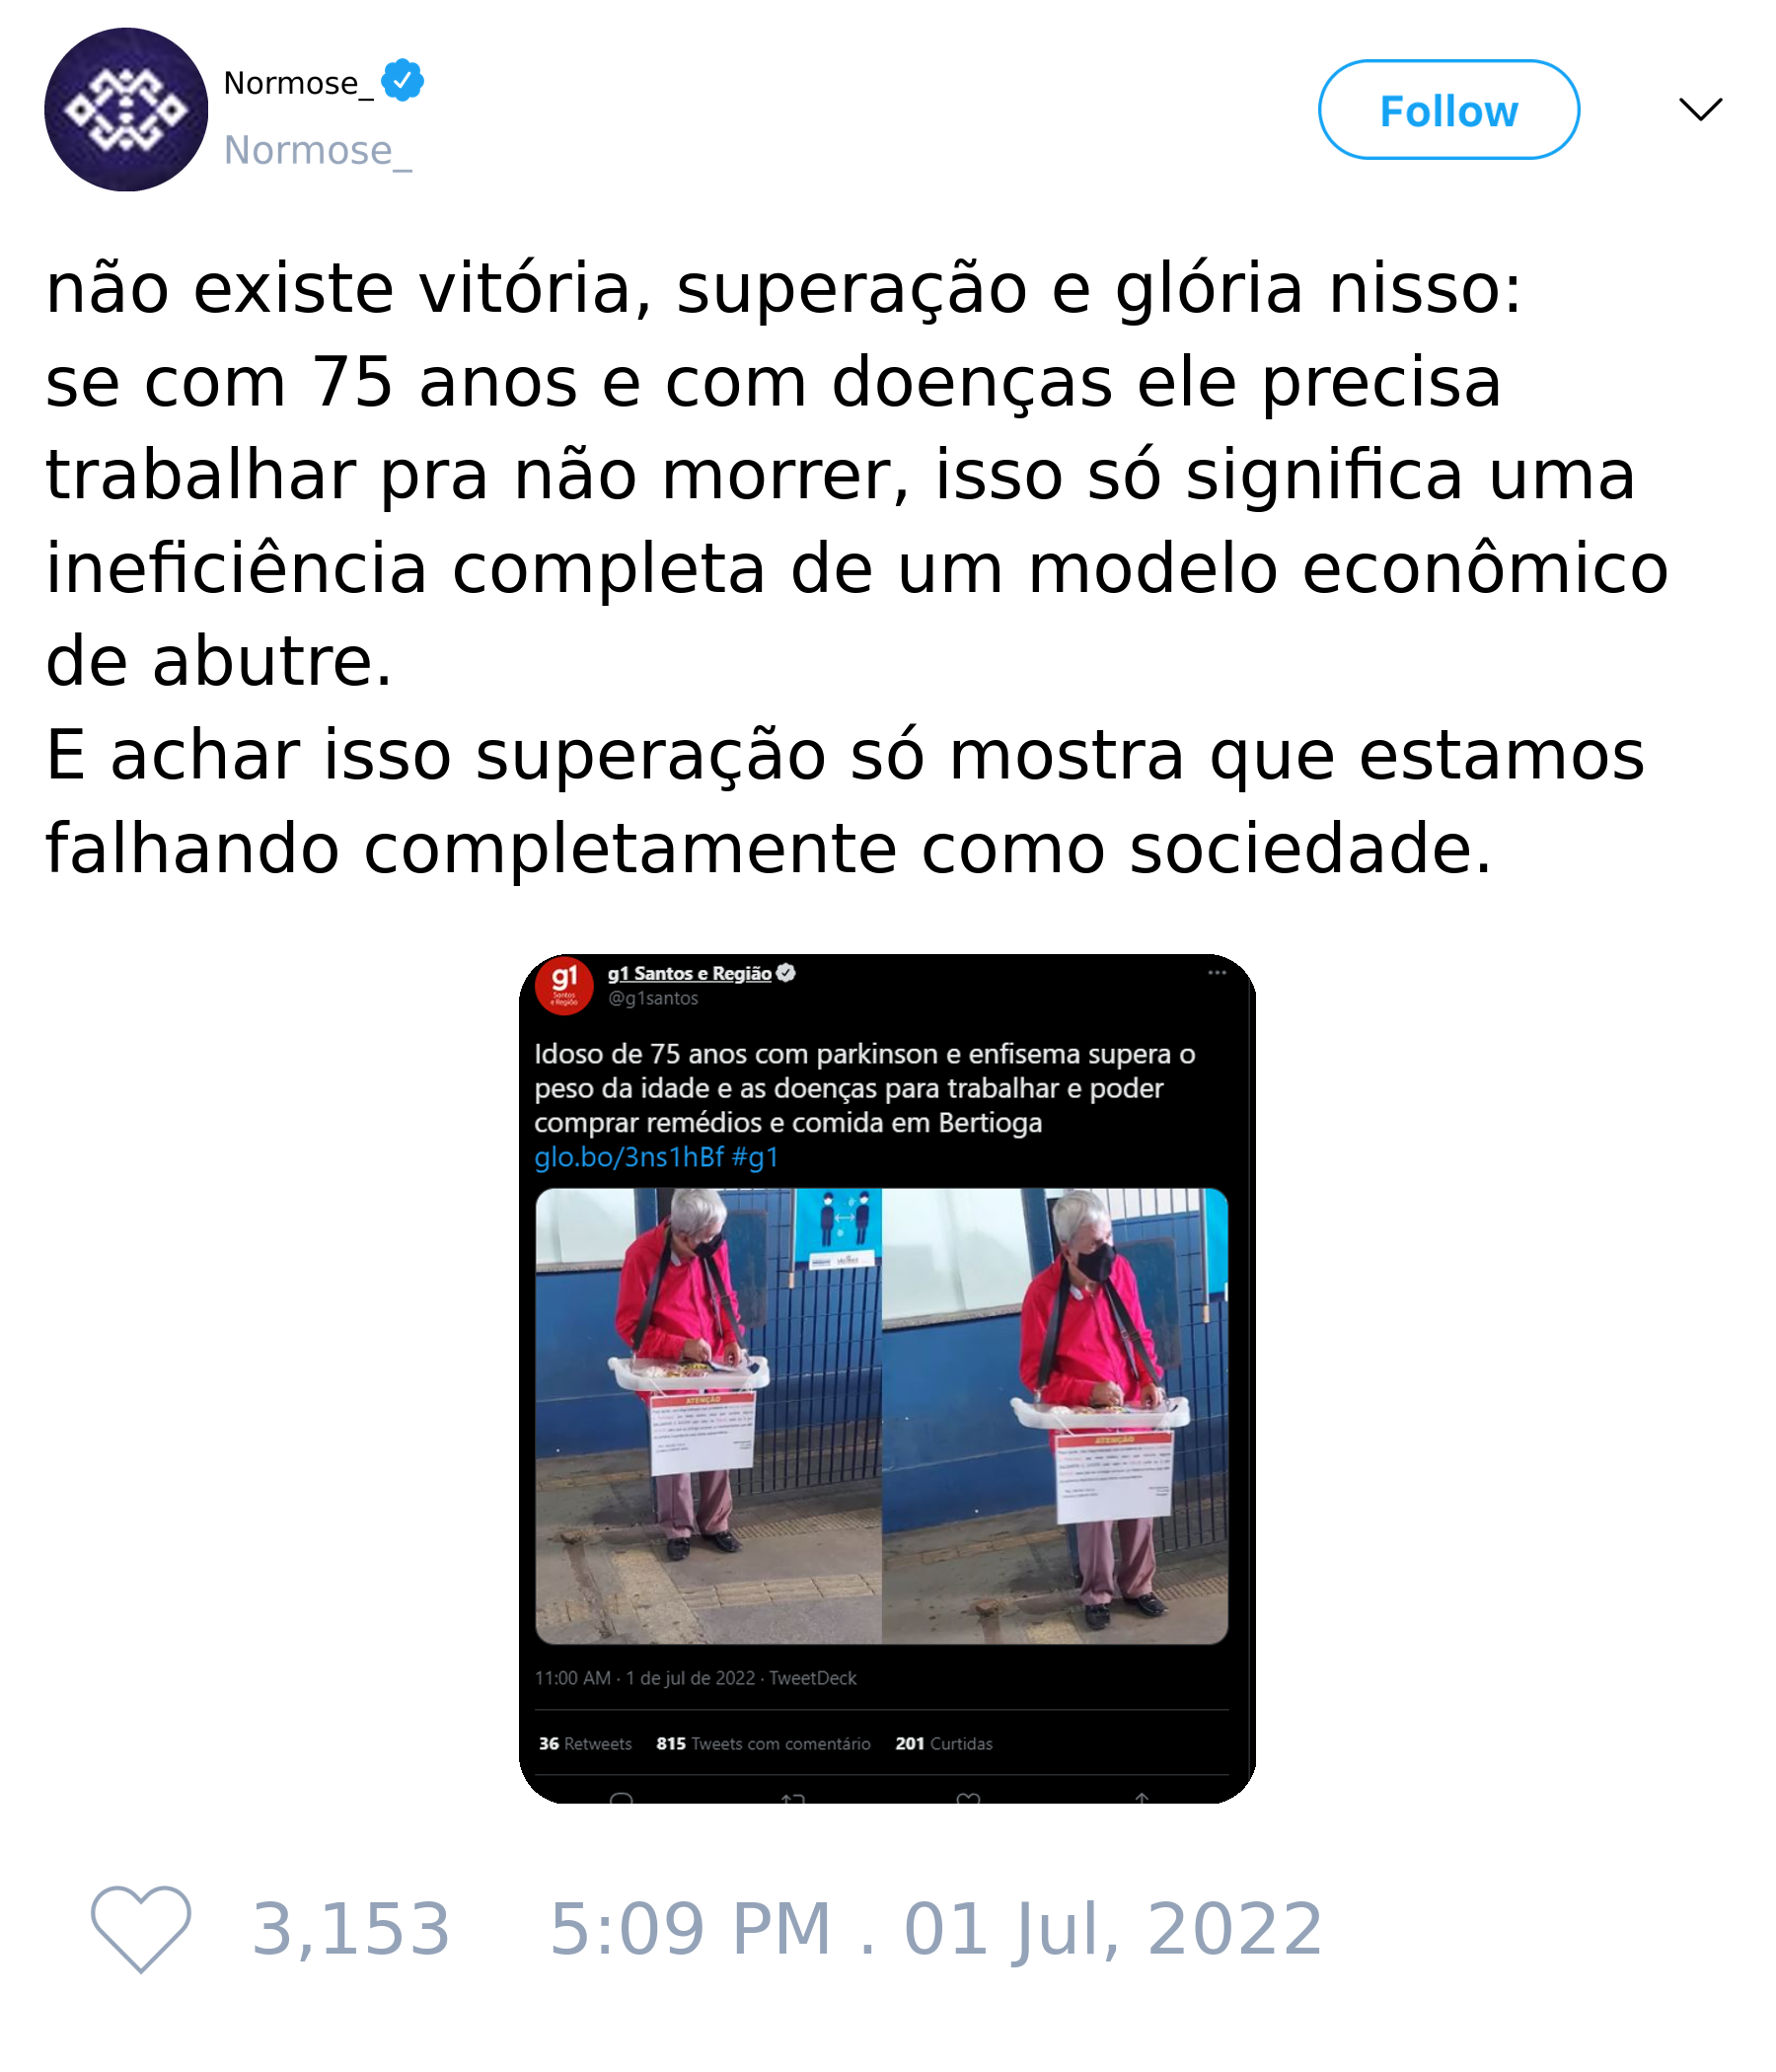 Normose_
Normose_
Follow
não existe vitória, superação e glória nisso:
se com 75 anos e com doenças ele precisa
trabalhar pra não morrer, isso só significa uma
ineficiência completa de um modelo econômico
de abutre.
E achar isso superação só mostra que estamos
falhando completamente como sociedade.
g1
Santos
e Região
g1 Santos e Região
@g1santos
Idoso de 75 anos com parkinson e enfisema supera o
peso da idade e as doenças para trabalhar e poder
comprar remédios e comida em Bertioga
glo.bo/3ns1hBf #g1
ATENÇÃO
ATENÇÃO
11:00 AM · 1 de jul de 2022 · TweetDeck
36 Retweets 815 Tweets com comentário 201 Curtidas
3,153 5:09 PM . 01 Jul, 2022